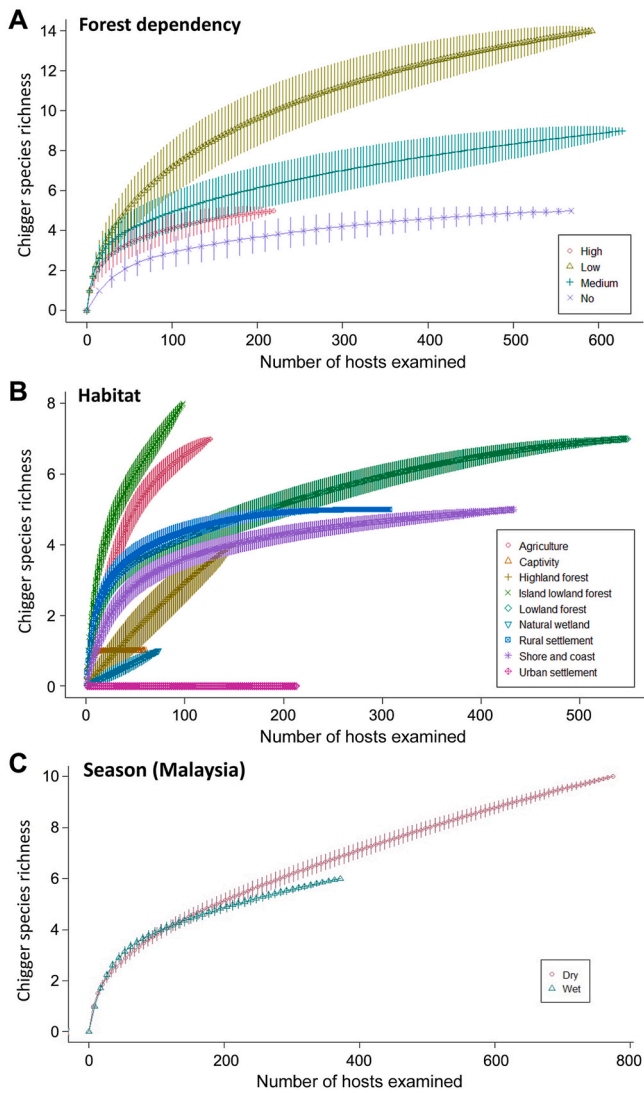 A Forest dependency
14
12
10
8
6
4
2
0
Chigger species richness
High
Low
Medium
No
0 100 200 300 400 500 600
Number of hosts examined
B Habitat
8
6
4
2
0
Chigger species richness
Agriculture
Captivity
Highland forest
Island lowland forest
Lowland forest
Natural wetland
Rural settlement
Shore and coast
Urban settlement
0 100 200 300 400 500
Number of hosts examined
C Season (Malaysia)
10
8
6
4
2
0
Chigger species richness
Dry
Wet
0 200 400 600 800
Number of hosts examined